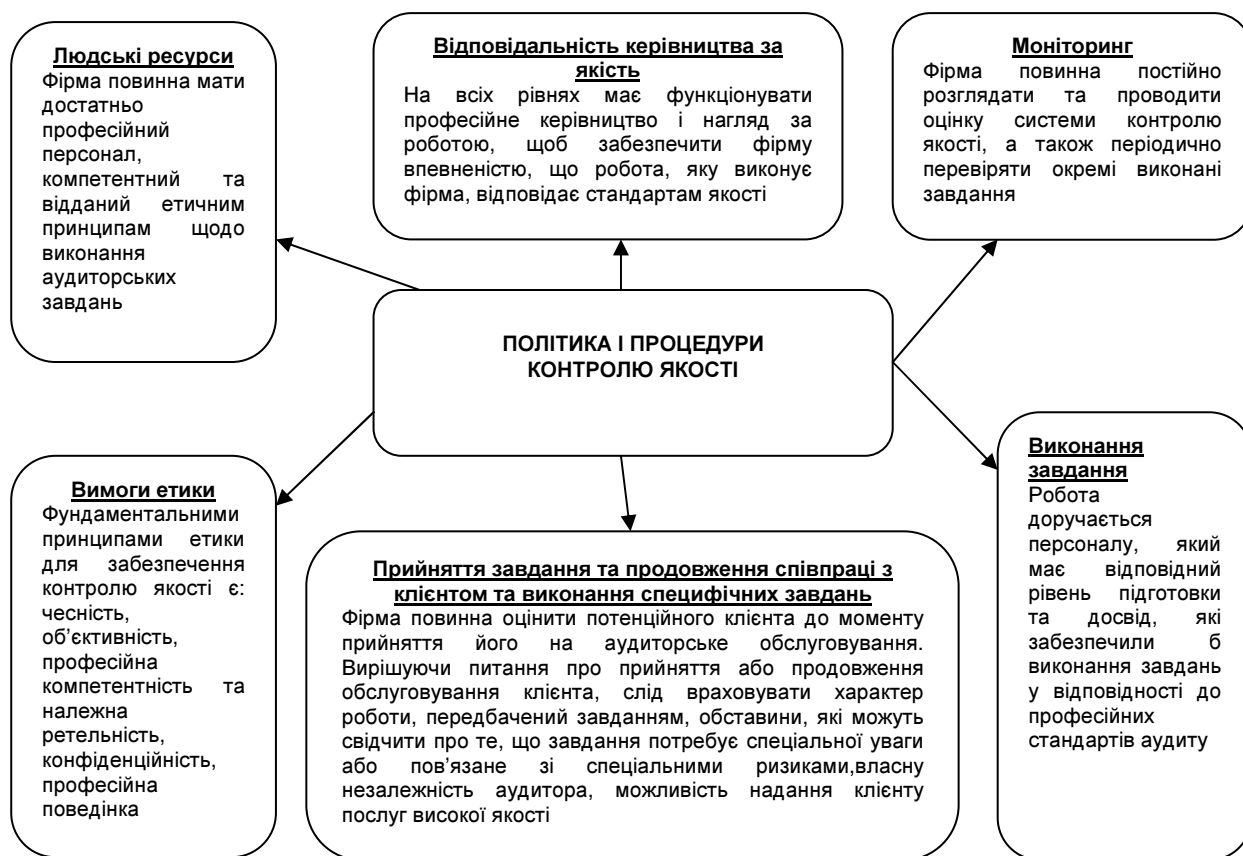 Людські ресурси
Фірма повинна мати
достатньо
професійний
персонал,
компетентний та
відданий етичним
принципам щодо
виконання
аудиторських
завдань
Відповідальність керівництва за
якість
На всіх рівнях має функціонувати
професійне керівництво і нагляд за
роботою, щоб забезпечити фірму
впевненістю, що робота, яку виконує
фірма, відповідає стандартам якості
Моніторинг
Фірма повинна постійно
розглядати та проводити
оцінку системи контролю
якості, а також періодично
перевіряти окремі виконані
завдання
ПОЛІТИКА І ПРОЦЕДУРИ
КОНТРОЛЮ ЯКОСТІ
Вимоги етики
Фундаментальними
принципами етики
для забезпечення
контролю якості є:
чесність,
об’єктивність,
професійна
компетентність та
належна
ретельність,
конфіденційність,
професійна
поведінка
Прийняття завдання та продовження співпраці з
клієнтом та виконання специфічних завдань
Фірма повинна оцінити потенційного клієнта до моменту
прийняття його на аудиторське обслуговування.
Вирішуючи питання про прийняття або продовження
обслуговування клієнта, слід враховувати характер
роботи, передбачений завданням, обставини, які можуть
свідчити про те, що завдання потребує спеціальної уваги
або пов’язане зі спеціальними ризиками,власну
незалежність аудитора, можливість надання клієнту
послуг високої якості
Виконання
завдання
Робота
доручається
персоналу, який
має відповідний
рівень підготовки
та досвід, які
забезпечили б
виконання завдань
у відповідності до
професійних
стандартів аудиту